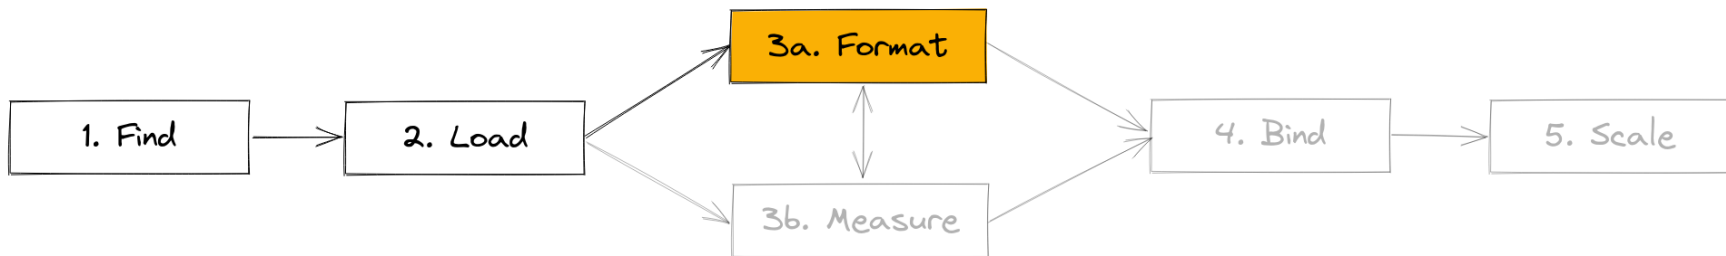 1. Find
2. Load
3a. Format
3b. Measure
4. Bind
5. Scale